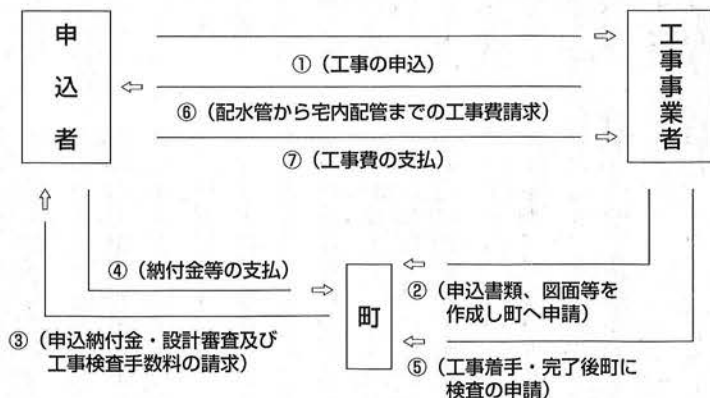 申込者
工事事業者
①（工事の申込）
⑥（配水管から宅内配管までの工事費請求）
⑦（工事費の支払）
④（納付金等の支払）
町
②（申込書類、図面等を
作成し町へ申請）
③（申込納付金・設計審査及び
工事検査手数料の請求）
⑤（工事着手・完了後町に
検査の申請）